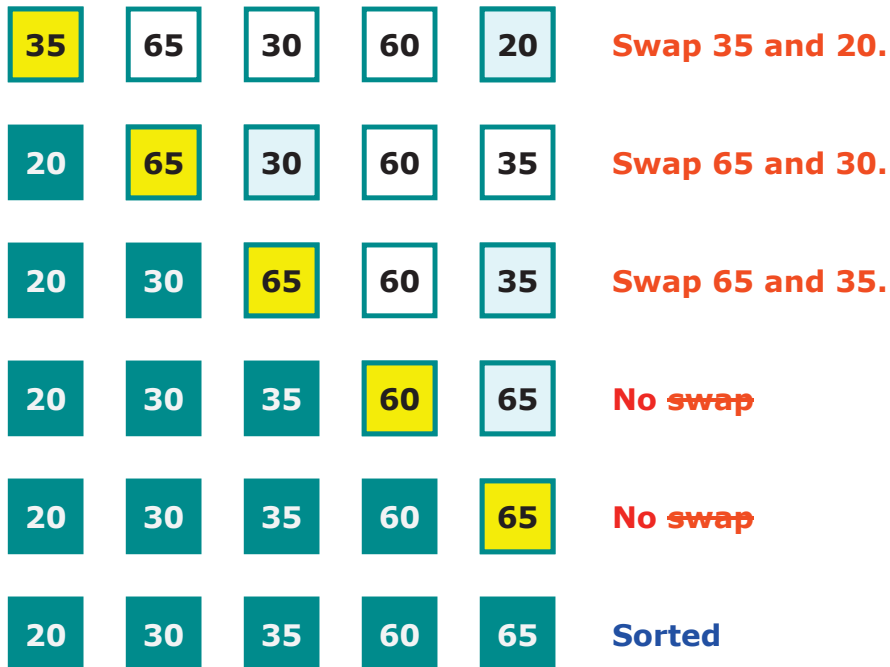 35 65 30 60 20 Swap 35 and 20.
20 65 30 60 35 Swap 65 and 30.
20 30 65 60 35 Swap 65 and 35.
20 30 35 60 65 No swap
20 30 35 60 65 No swap
20 30 35 60 65 Sorted